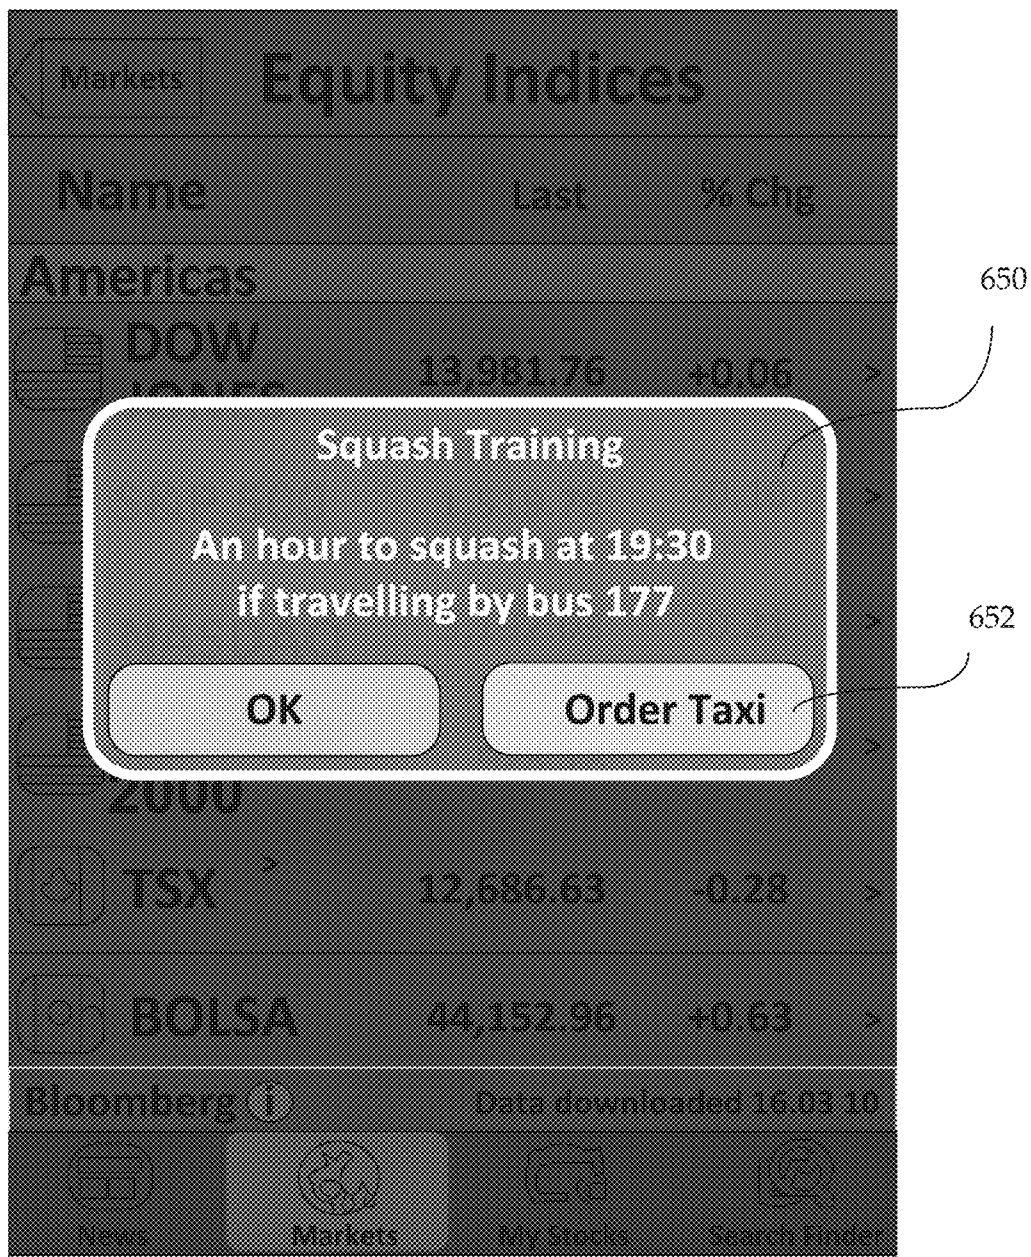 Markets Equity Indices
Name Last % Chg
Americas
650
DOW
JONES 13,981.76 +0.06 >
Squash Training
>
An hour to squash at 19:30
if travelling by bus 177
>
652
OK Order Taxi
>
2000
>
TSX 12,686.63 -0.28 >
BOLSA 44,152.96 +0.63 >
Bloomberg i Data downloaded 16.03 10
News Markets My Stocks Search Finder